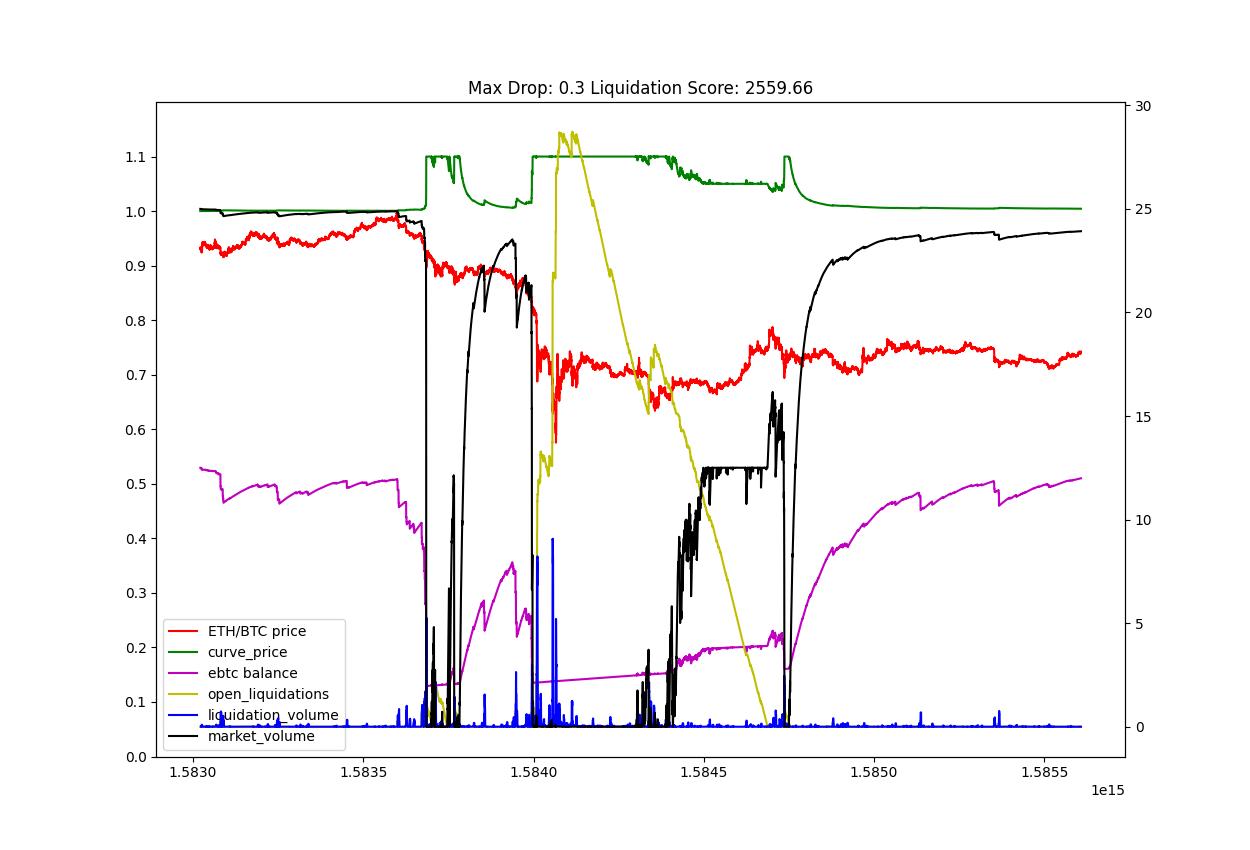 Max Drop: 0.3 Liquidation Score: 2559.66
30
1.1
1.0
25
0.9
0.8
20
0.7
0.6
15
0.5
0.4
10
0.3
0.2
5
0.1
0
0.0
ETH/BTC price
curve_price
ebtc balance
open_liquidations
liquidation_volume
market_volume
1.5830 1.5835 1.5840 1.5845 1.5850 1.5855
1e15